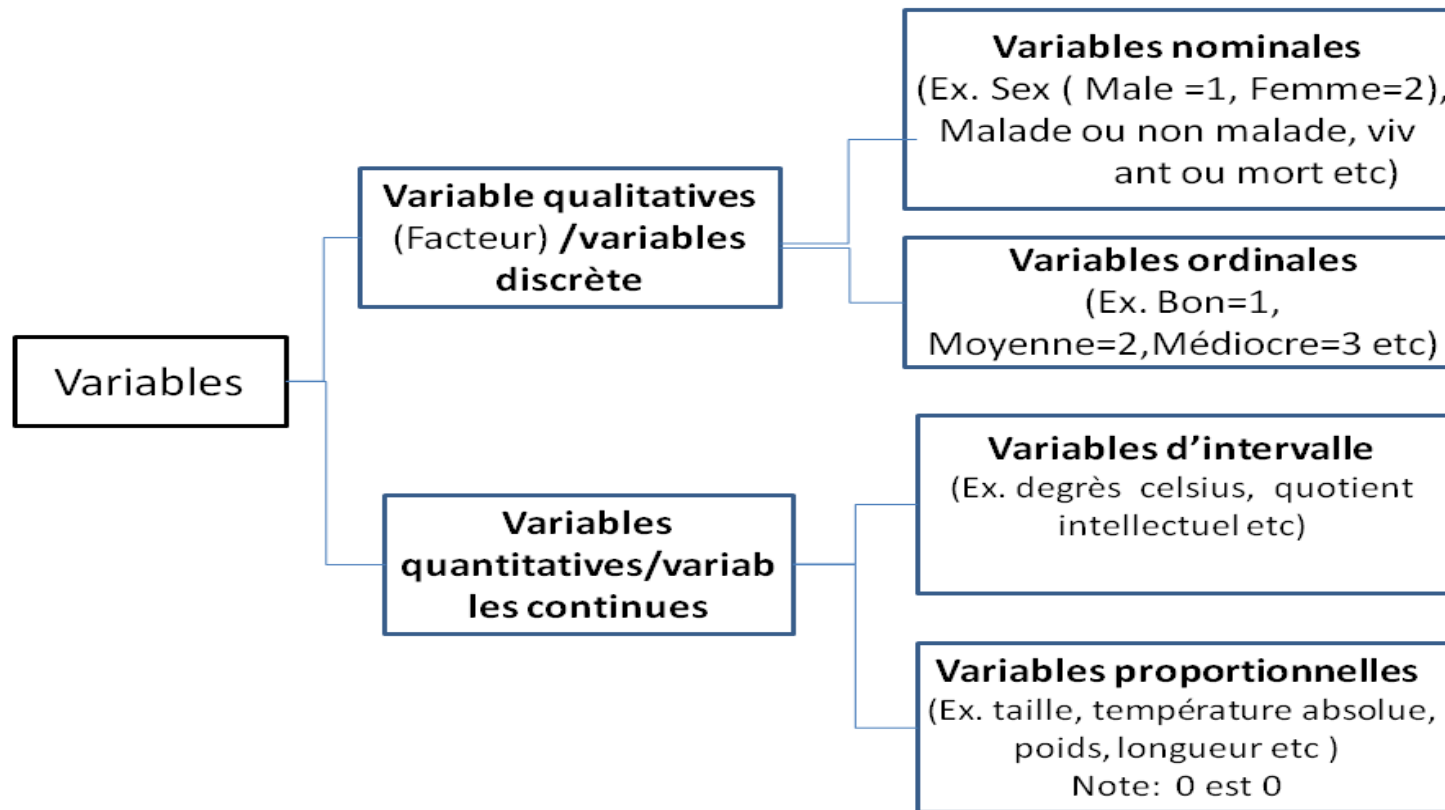 Variables
Variable qualitatives
(Facteur) /variables
discrète
Variables nominales
(Ex. Sex ( Male =1, Femme=2),
Malade ou non malade, viv
ant ou mort etc)
Variables ordinales
(Ex. Bon=1,
Moyenne=2,Médiocre=3 etc)
Variables
quantitatives/variab
les continues
Variables d’intervalle
(Ex. degrès celsius, quotient
intellectuel etc)
Variables proportionnelles
(Ex. taille, température absolue,
poids, longueur etc )
Note: 0 est 0